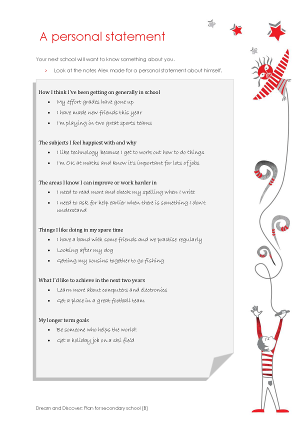 A personal statement
Your next school will want to know something about you.
Look at the notes Alex made for a personal statement about himself.
How I think I've been getting on generally in school
My effort grades have gone up
I have made new friends this year
I'm playing in two great sports teams
The subjects I feel happiest with and why
I like technology because I get to work out how to do things
I'm OK at maths and know it's important for lots of jobs
The areas I know I can improve or work harder in
I need to read more and check my spelling when I write
I need to ask for help earlier when there is something I don't
understand
Things I like doing in my spare time
I have a band with some friends and we practise regularly
Looking after my dog
Getting my cousins together to go fishing
What I'd like to achieve in the next two years
Learn more about computers and electronics
Get a place in a great football team
My longer term goals
Be someone who helps the world!
Get a holiday job on a ski field
Dream and Discover: Plan for secondary school (B)